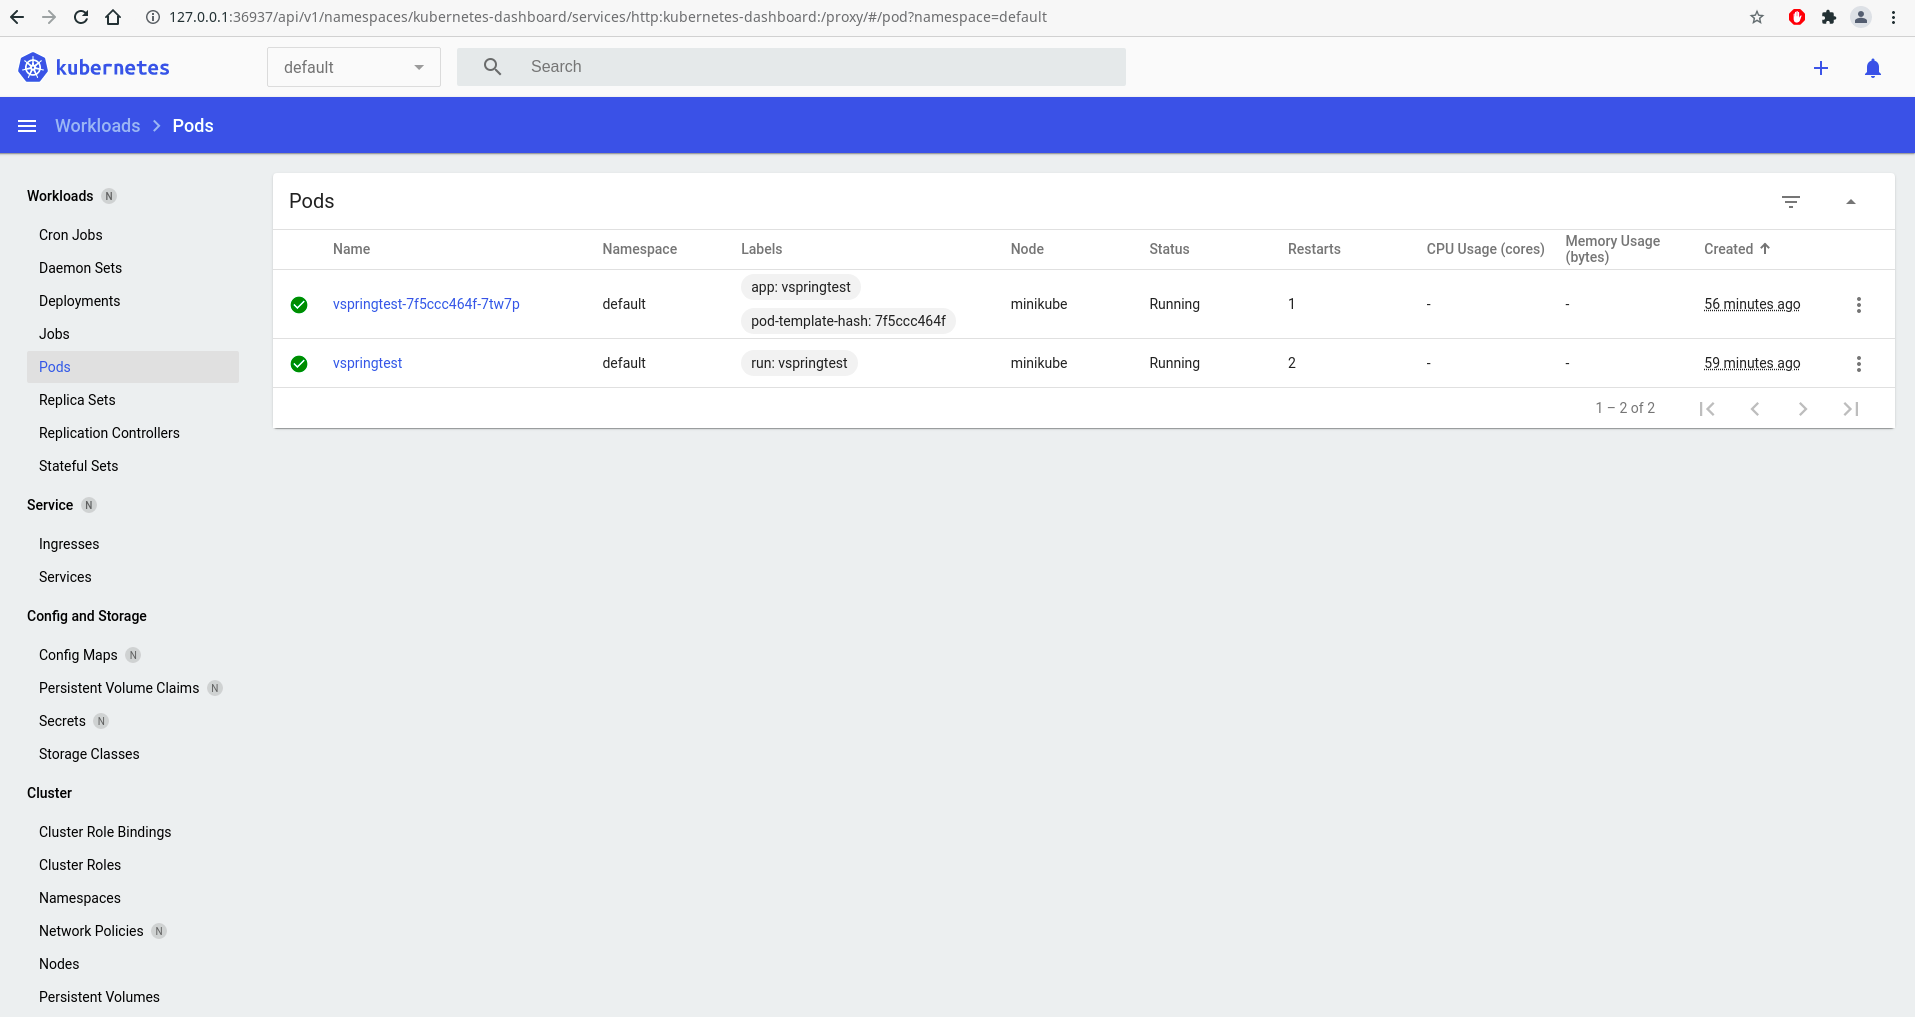 127.0.0.1:36937/api/v1/namespaces/kubernetes-dashboard/services/http:kubernetes-dashboard:/proxy/#/pod?namespace=default
kubernetes
default
Search
Workloads
Pods
Workloads N
Cron Jobs
Daemon Sets
Deployments
Jobs
Pods
Replica Sets
Replication Controllers
Stateful Sets
Service N
Ingresses
Services
Config and Storage
Config Maps N
Persistent Volume Claims N
Secrets N
Storage Classes
Cluster
Cluster Role Bindings
Cluster Roles
Namespaces
Network Policies N
Nodes
Persistent Volumes
Pods
Name Namespace Labels Node Status Restarts CPU Usage (cores) Memory Usage (bytes) Created
vspringtest-7f5ccc464f-7tw7p default app: vspringtest pod-template-hash: 7f5ccc464f minikube Running 1 - - 56 minutes ago
vspringtest default run: vspringtest minikube Running 2 - - 59 minutes ago
1 – 2 of 2